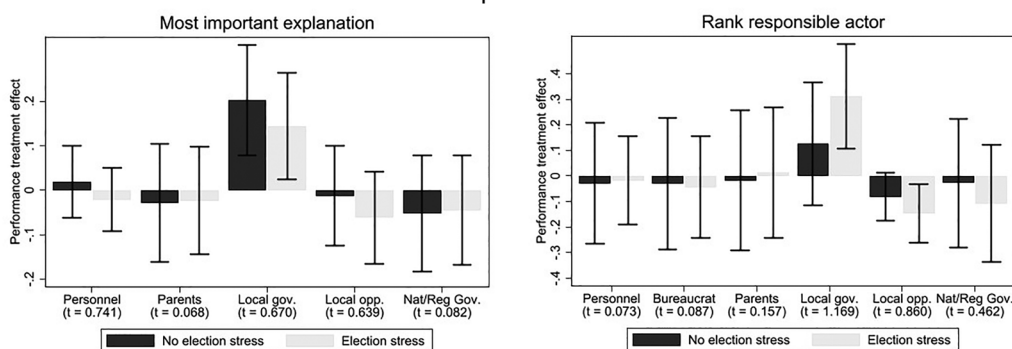 Most important explanation
Performance treatment effect
.2
.1
0
-.1
-.2
Personnel Parents Local gov. Local opp. Nat/Reg Gov.
(t = 0.741) (t = 0.068) (t = 0.670) (t = 0.639) (t = 0.082)
No election stress Election stress
Rank responsible actor
Performance treatment effect
.4
.3
.2
.1
0
-.1
-.2
-.3
-.4
Personnel Bureaucrat Parents Local gov. Local opp. Nat/Reg Gov.
(t = 0.073) (t = 0.087) (t = 0.157) (t = 1.169) (t = 0.860) (t = 0.462)
No election stress Election stress